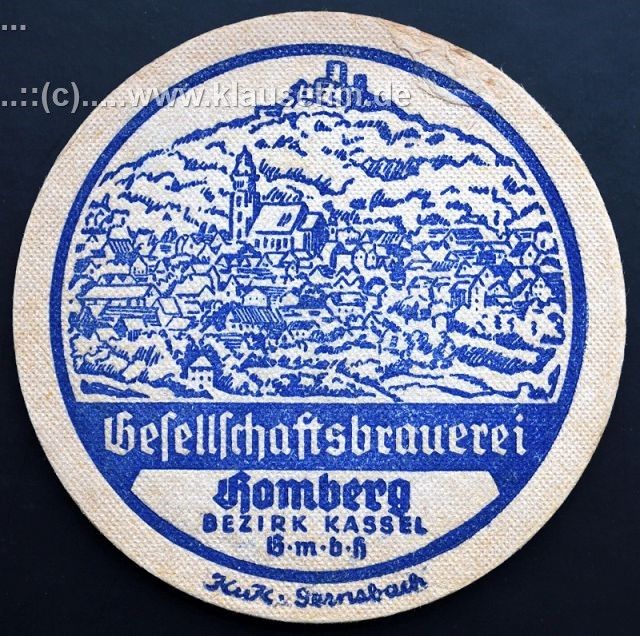 ...
..::(c).....www.klausehm.de
Gesellschaftsbrauerei
Homberg
BEZIRK KASSEL
G·m·b·H
KuK· Gernsbach